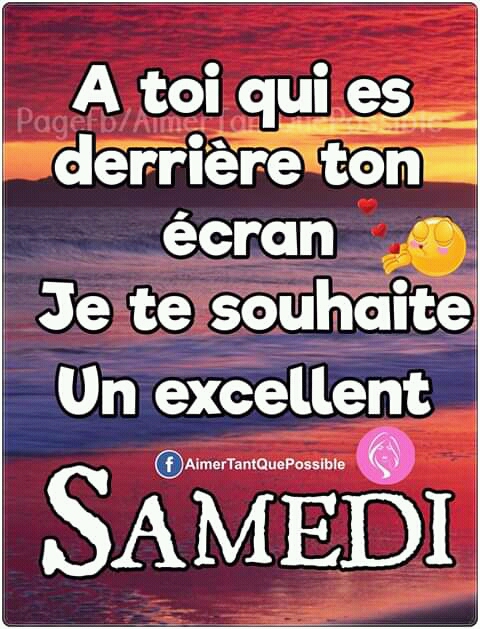 A toi qui es
PageFb/AimerTantQuePossible
derrière ton
écran
Je te souhaite
Un excellent
f AimerTantQuePossible
SAMEDI